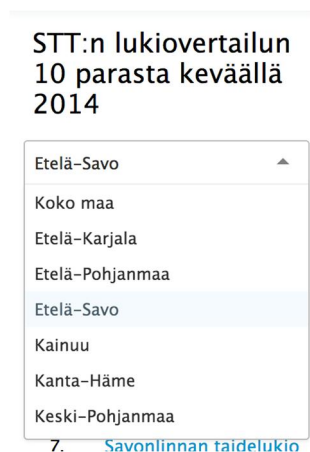 STT:n lukiovertailun
10 parasta keväällä
2014
Etelä-Savo
Koko maa
Etelä-Karjala
Etelä-Pohjanmaa
Etelä-Savo
Kainuu
Kanta-Häme
Keski-Pohjanmaa
7. Savonlinnan taidelukio